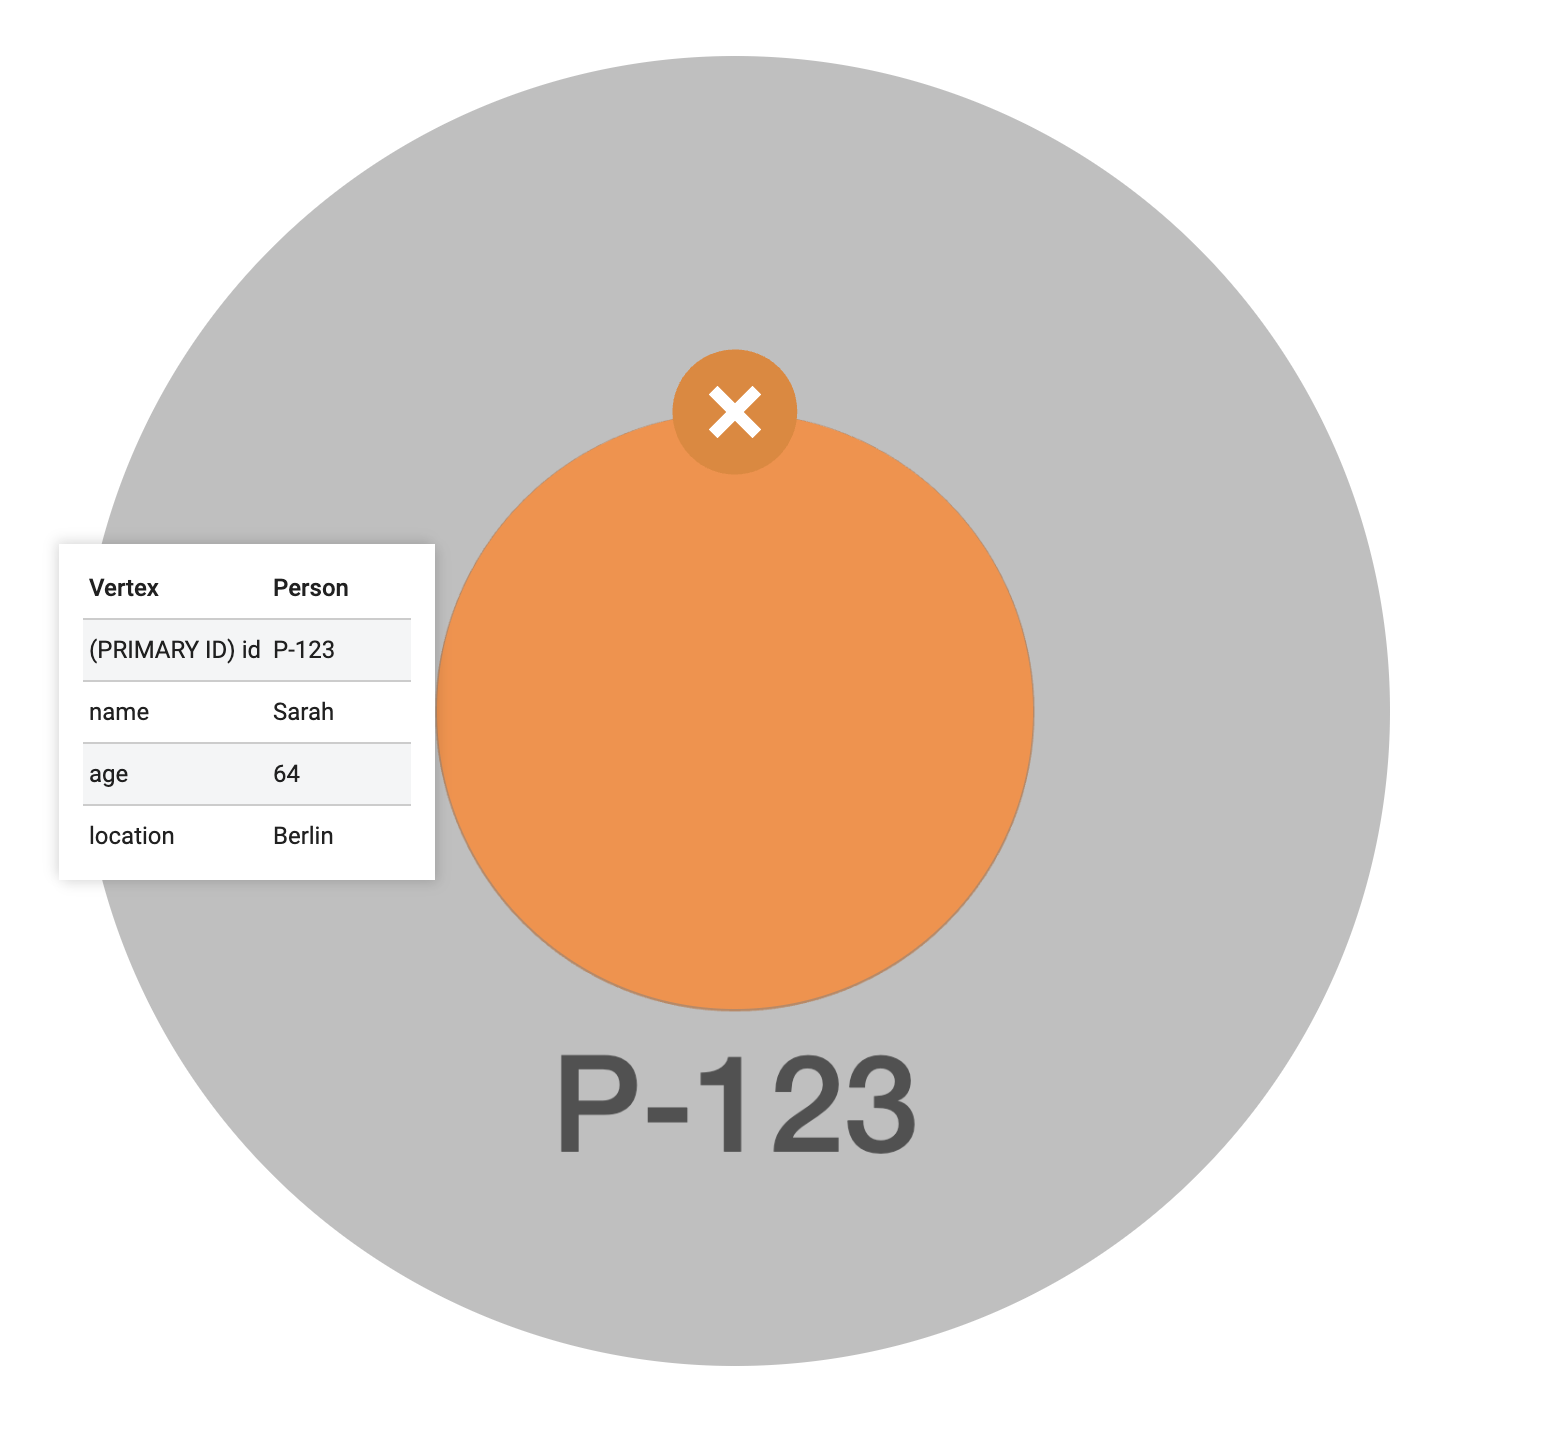 Vertex Person
(PRIMARY ID) id P-123
name Sarah
age 64
location Berlin
P-123